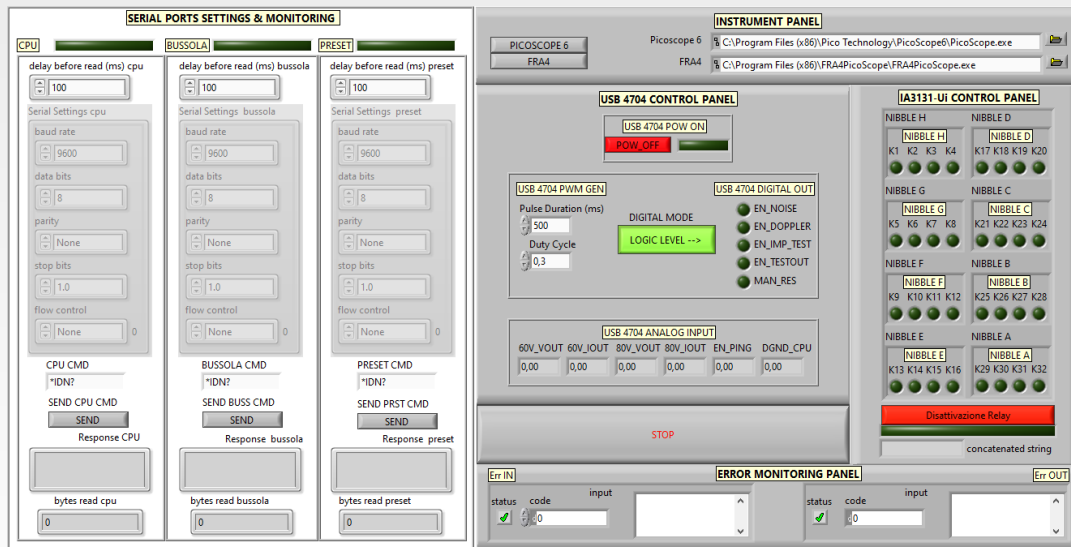 SERIAL PORTS SETTINGS & MONITORING
CPU
BUSSOLA
PRESET
delay before read (ms) cpu
delay before read (ms) bussola
delay before read (ms) preset
100
100
100
Serial Settings cpu
Serial Settings bussola
Serial Settings preset
baud rate
baud rate
baud rate
9600
9600
9600
data bits
data bits
data bits
8
8
8
parity
parity
parity
None
None
None
stop bits
stop bits
stop bits
1.0
1.0
1.0
flow control
flow control
flow control
None 0
None 0
None 0
CPU CMD
BUSSOLA CMD
PRESET CMD
*IDN?
*IDN?
*IDN?
SEND CPU CMD
SEND BUSS CMD
SEND PRST CMD
SEND
SEND
SEND
Response CPU
Response bussola
Response preset
bytes read cpu
bytes read bussola
bytes read preset
0
0
0
INSTRUMENT PANEL
PICOSCOPE 6
FRA4
Picoscope 6 C:\Program Files (x86)\Pico Technology\PicoScope6\PicoScope.exe
FRA4 C:\Program Files (x86)\FRA4PicoScope\FRA4PicoScope.exe
USB 4704 CONTROL PANEL
USB 4704 POW ON
POW_OFF
USB 4704 PWM GEN
Pulse Duration (ms)
500
Duty Cycle
0,3
DIGITAL MODE
LOGIC LEVEL -->
USB 4704 DIGITAL OUT
EN_NOISE
EN_DOPPLER
EN_IMP_TEST
EN_TESTOUT
MAN_RES
USB 4704 ANALOG INPUT
60V_VOUT 60V_IOUT 80V_VOUT 80V_IOUT EN_PING DGND_CPU
0,00 0,00 0,00 0,00 0,00 0,00
STOP
IA3131-Ui CONTROL PANEL
NIBBLE H NIBBLE D
NIBBLE H NIBBLE D
K1 K2 K3 K4 K17 K18 K19 K20
NIBBLE G NIBBLE C
NIBBLE G NIBBLE C
K5 K6 K7 K8 K21 K22 K23 K24
NIBBLE F NIBBLE B
NIBBLE F NIBBLE B
K9 K10 K11 K12 K25 K26 K27 K28
NIBBLE E NIBBLE A
NIBBLE E NIBBLE A
K13 K14 K15 K16 K29 K30 K31 K32
Disattivazione Relay
concatenated string
ERROR MONITORING PANEL
Err IN
status code input
0
Err OUT
status code input
0